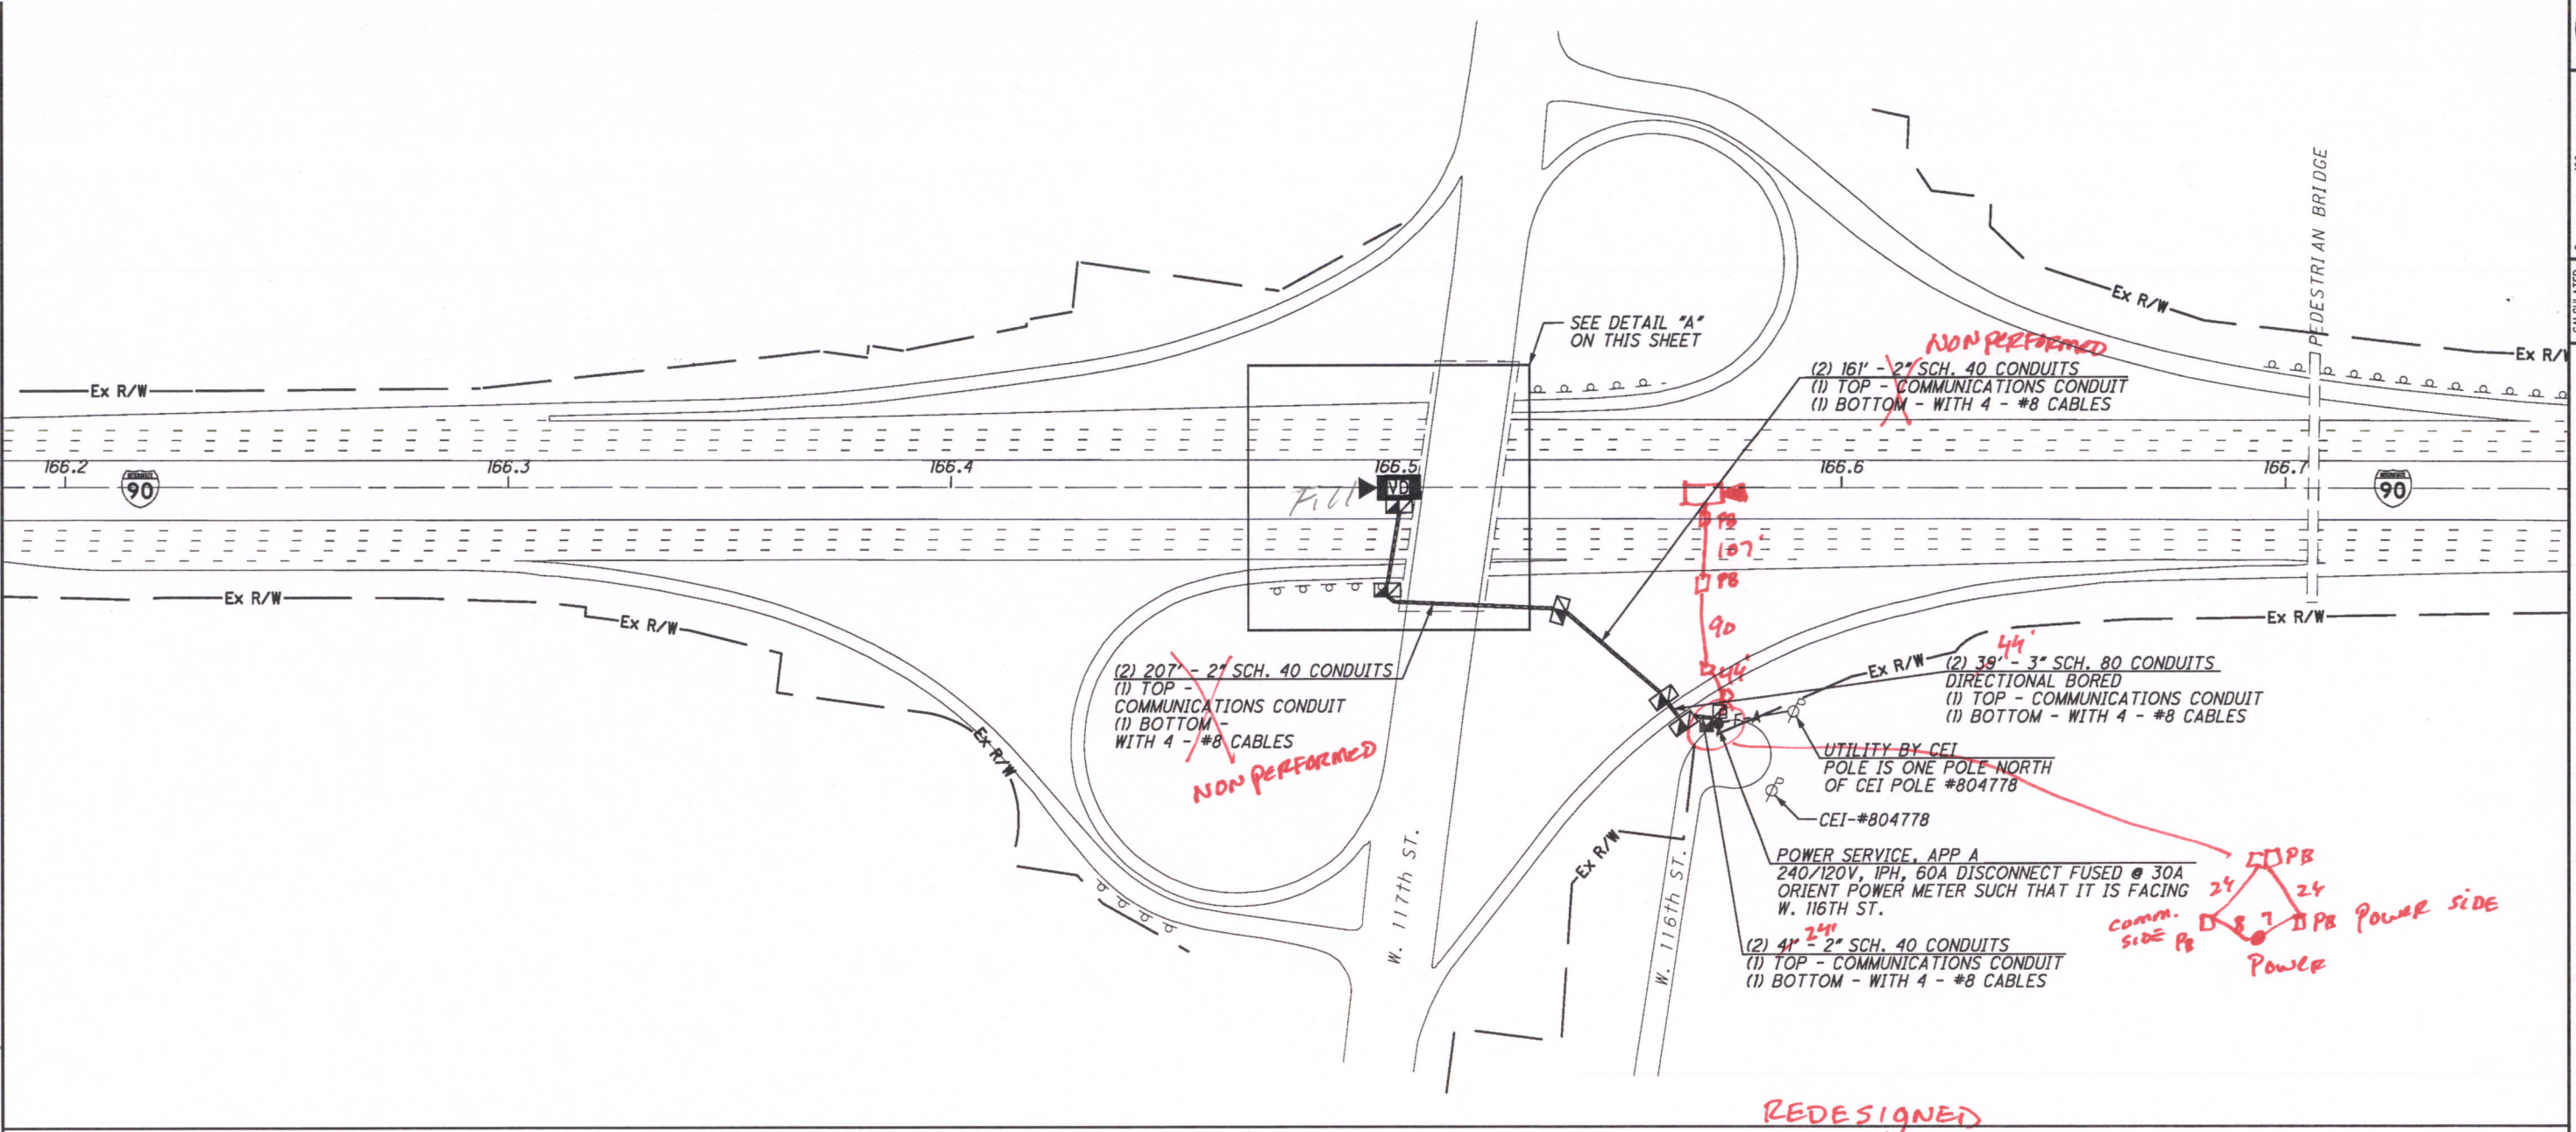 PEDESTRIAN BRIDGE
Ex R/W
SEE DETAIL "A"
ON THIS SHEET
NON PERFORMED
(2) 161' - 2" SCH. 40 CONDUITS
(1) TOP - COMMUNICATIONS CONDUIT
(1) BOTTOM - WITH 4 - #8 CABLES
Ex R/W
Ex R/W
166.2
166.3
166.4
166.5
166.6
166.7
INTERSTATE
90
Fill
VD
INTERSTATE
90
PB
107'
PB
90
44'
Ex R/W
Ex R/W
Ex R/W
Ex R/W
Ex R/W
(2) 207' - 2" SCH. 40 CONDUITS
(1) TOP -
COMMUNICATIONS CONDUIT
(1) BOTTOM -
WITH 4 - #8 CABLES
NON PERFORMED
44'
(2) 39' - 3" SCH. 80 CONDUITS
DIRECTIONAL BORED
(1) TOP - COMMUNICATIONS CONDUIT
(1) BOTTOM - WITH 4 - #8 CABLES
UTILITY BY CEI
POLE IS ONE POLE NORTH
OF CEI POLE #804778
CEI-#804778
Ex R/W
POWER SERVICE, APP A
240/120V, 1PH, 60A DISCONNECT FUSED @ 30A
ORIENT POWER METER SUCH THAT IT IS FACING
W. 116TH ST.
24'
(2) 41' - 2" SCH. 40 CONDUITS
(1) TOP - COMMUNICATIONS CONDUIT
(1) BOTTOM - WITH 4 - #8 CABLES
W. 117th ST.
W. 116th ST.
PB
24
24
comm.
SIDE PB
8
7
PB POWER SIDE
POWER
REDESIGNED